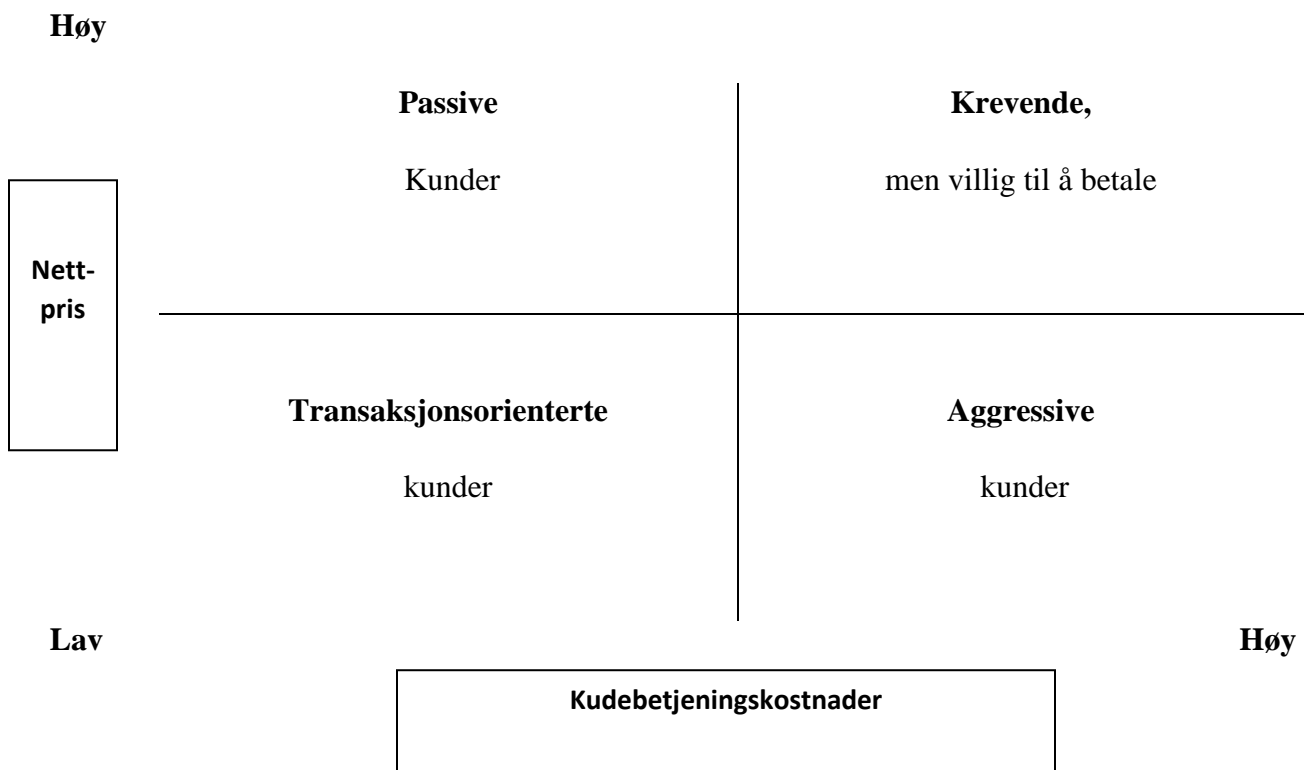 Høy
Passive
Krevende,
Kunder
men villig til å betale
Nett-
pris
Transaksjonsorienterte
Aggressive
kunder
kunder
Lav
Høy
Kudebetjeningskostnader